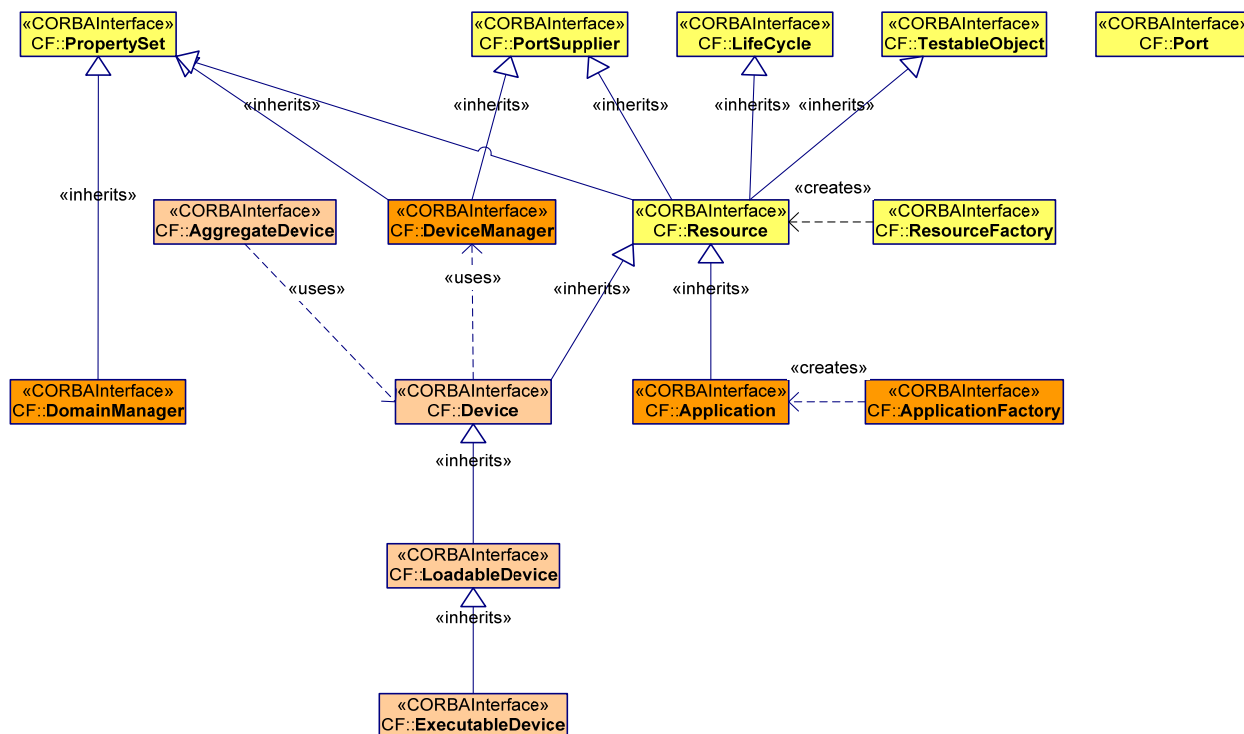 «CORBAInterface»
CF::PropertySet
«CORBAInterface»
CF::PortSupplier
«CORBAInterface»
CF::LifeCycle
«CORBAInterface»
CF::TestableObject
«CORBAInterface»
CF::Port
«inherits»
«inherits»
«inherits»
«inherits»
«inherits»
«inherits»
«CORBAInterface»
CF::AggregateDevice
«CORBAInterface»
CF::DeviceManager
«CORBAInterface»
CF::Resource
«creates»
«CORBAInterface»
CF::ResourceFactory
«uses»
«uses»
«inherits»
«inherits»
«CORBAInterface»
CF::DomainManager
«CORBAInterface»
CF::Device
«CORBAInterface»
CF::Application
«creates»
«CORBAInterface»
CF::ApplicationFactory
«inherits»
«CORBAInterface»
CF::LoadableDevice
«inherits»
«CORBAInterface»
CF::ExecutableDevice